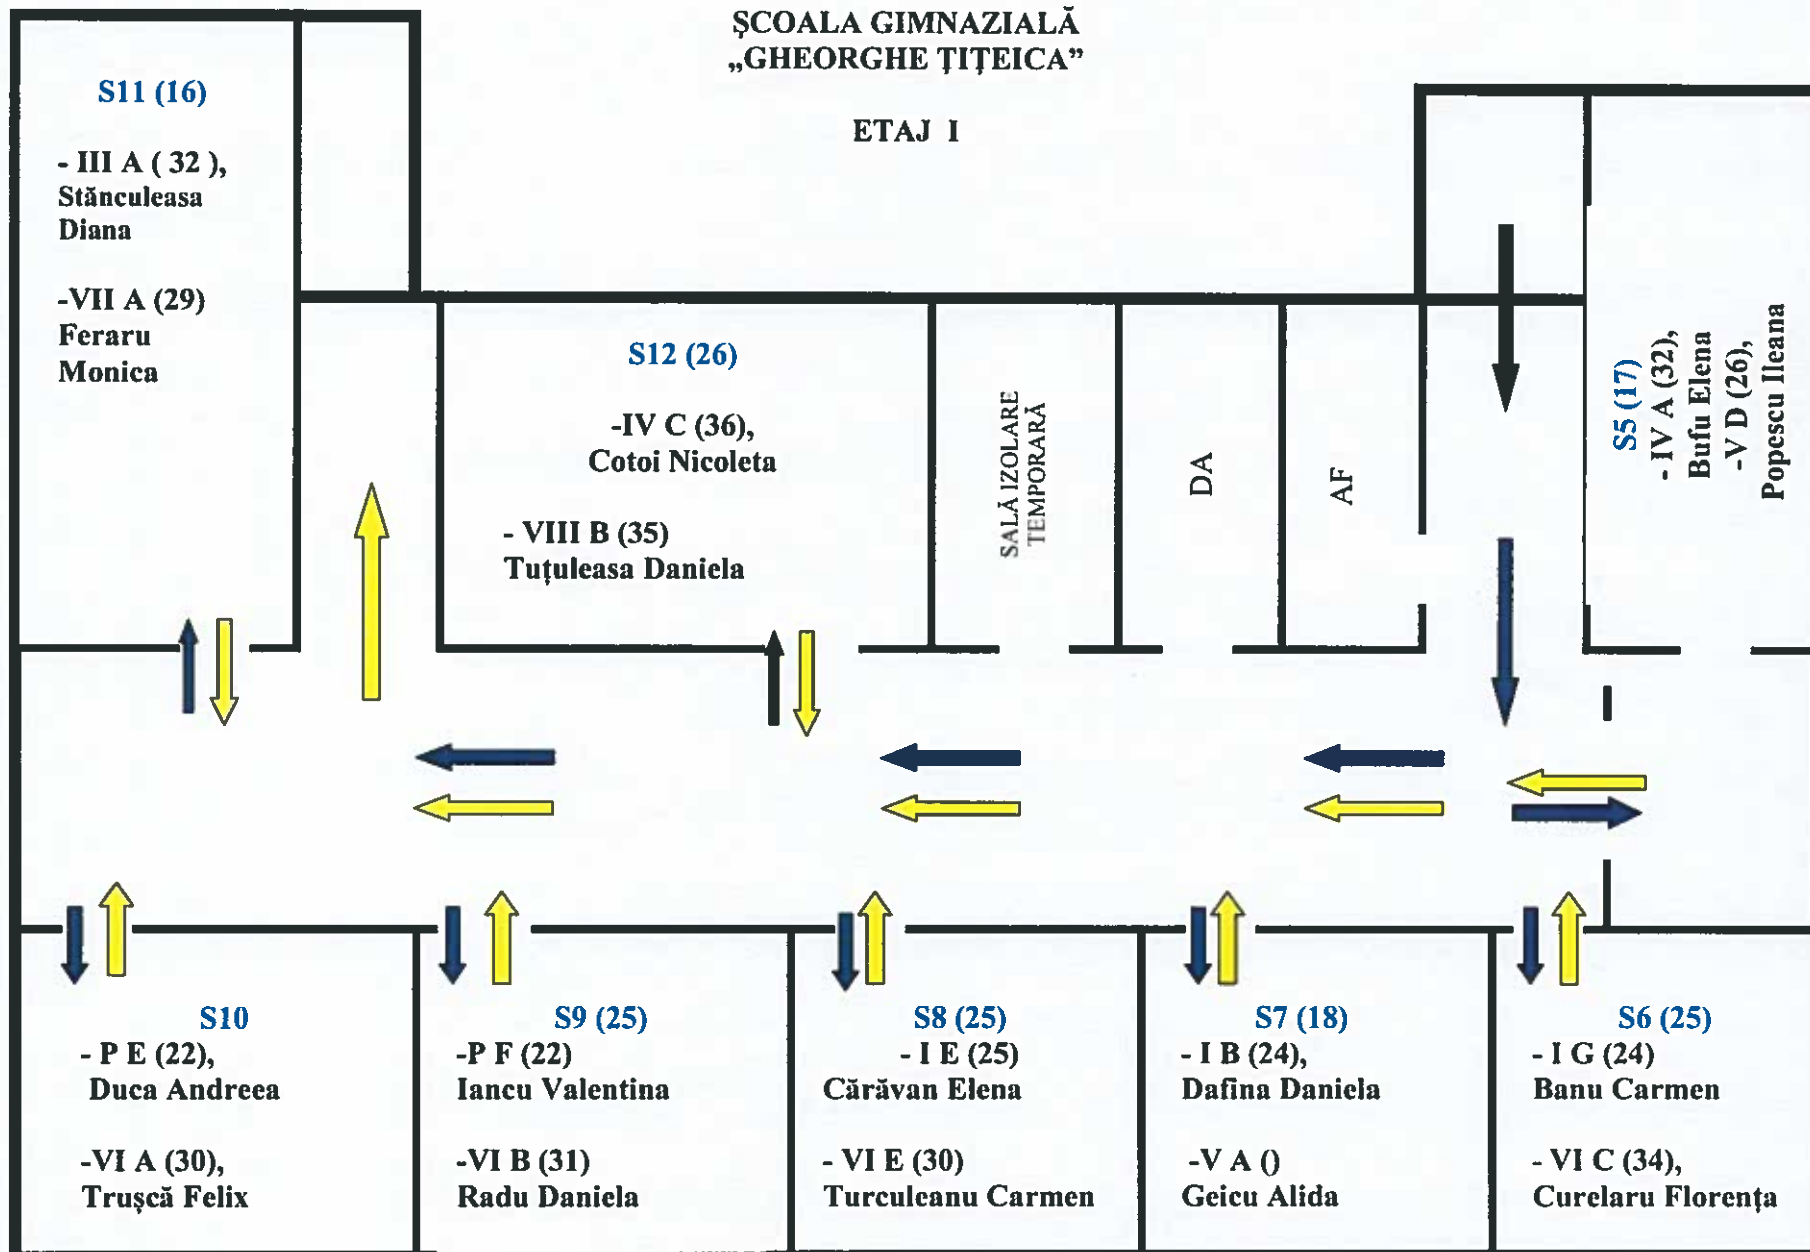 ŞCOALA GIMNAZIALĂ
„GHEORGHE ŢIŢEICA”
ETAJ I
S11 (16)
- III A ( 32 ),
Stănculeasa
Diana
-VII A (29)
Feraru
Monica
S12 (26)
-IV C (36),
Cotoi Nicoleta
- VIII B (35)
Tuţuleasa Daniela
SALĂ IZOLARE
TEMPORARĂ
DA
AF
S5 (17)
- IV A (32),
Bufu Elena
-V D (26),
Popescu Ileana
S10
- P E (22),
Duca Andreea
-VI A (30),
Truşcă Felix
S9 (25)
-P F (22)
Iancu Valentina
-VI B (31)
Radu Daniela
S8 (25)
- I E (25)
Cărăvan Elena
- VI E (30)
Turculeanu Carmen
S7 (18)
- I B (24),
Dafina Daniela
-V A ()
Geicu Alida
S6 (25)
- I G (24)
Banu Carmen
- VI C (34),
Curelaru Florenţa